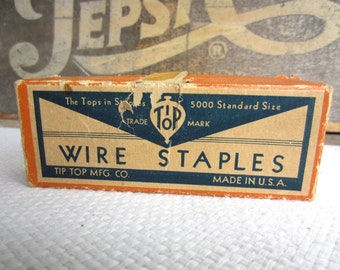 PEPSI
The Tops in Staples 5000 Standard Size
TRADE TIP TOP MARK
WIRE STAPLES
TIP TOP MFG. CO. MADE IN U.S.A.